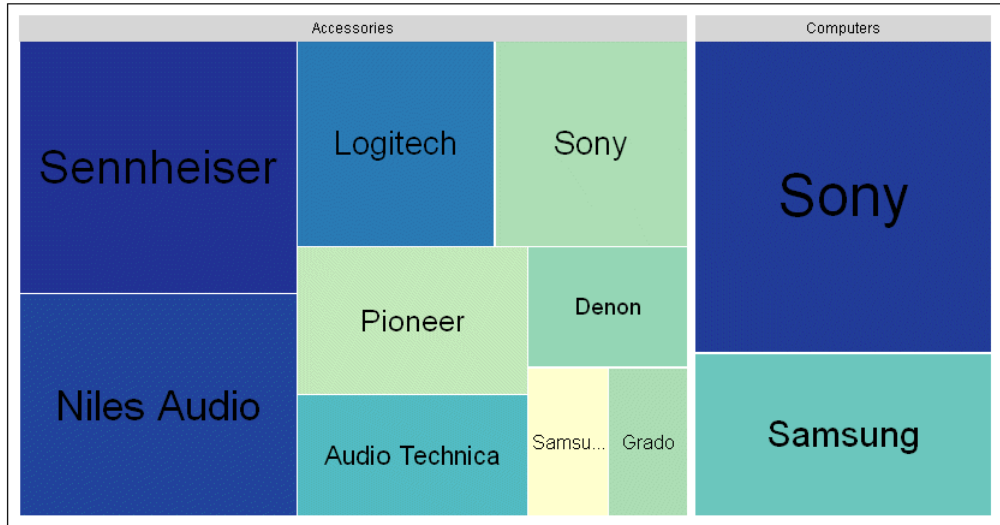 Accessories
Computers
Sennheiser
Logitech
Sony
Sony
Pioneer
Denon
Niles Audio
Audio Technica
Samsu...
Grado
Samsung